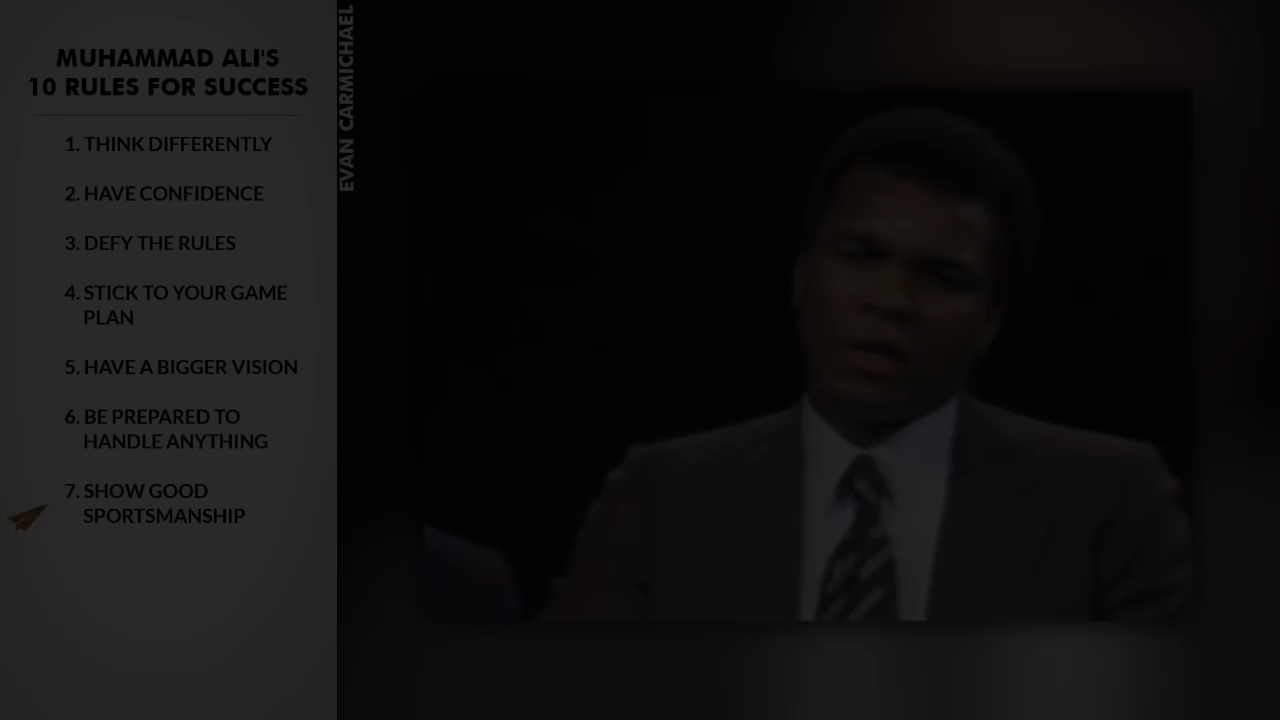 MUHAMMAD ALI'S
10 RULES FOR SUCCESS
1. THINK DIFFERENTLY
2. HAVE CONFIDENCE
3. DEFY THE RULES
4. STICK TO YOUR GAME
PLAN
5. HAVE A BIGGER VISION
6. BE PREPARED TO
HANDLE ANYTHING
7. SHOW GOOD
SPORTSMANSHIP
EVAN CARMICHAEL